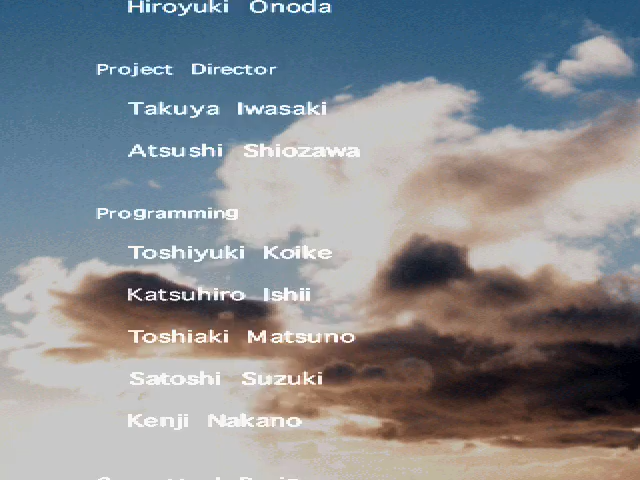 Hiroyuki Onoda
Project Director
Takuya Iwasaki
Atsushi Shiozawa
Programming
Toshiyuki Koike
Katsuhiro Ishii
Toshiaki Matsuno
Satoshi Suzuki
Kenji Nakano